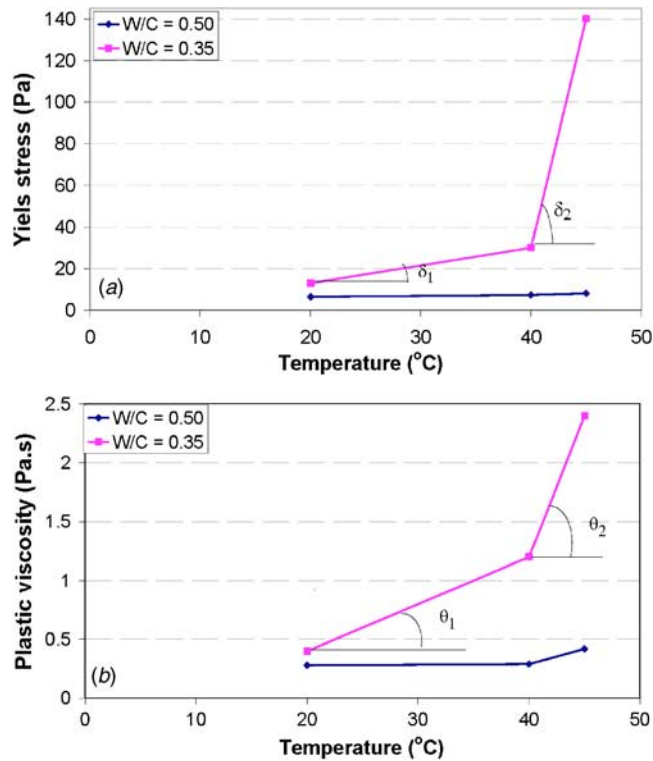 140
120
100
80
60
40
20
0
Yiels stress (Pa)
W/C = 0.50
W/C = 0.35
δ1
δ2
(a)
0 10 20 30 40 50
Temperature (oC)
2.5
2
1.5
1
0.5
0
Plastic viscosity (Pa.s)
W/C = 0.50
W/C = 0.35
θ1
θ2
(b)
0 10 20 30 40 50
Temperature (oC)